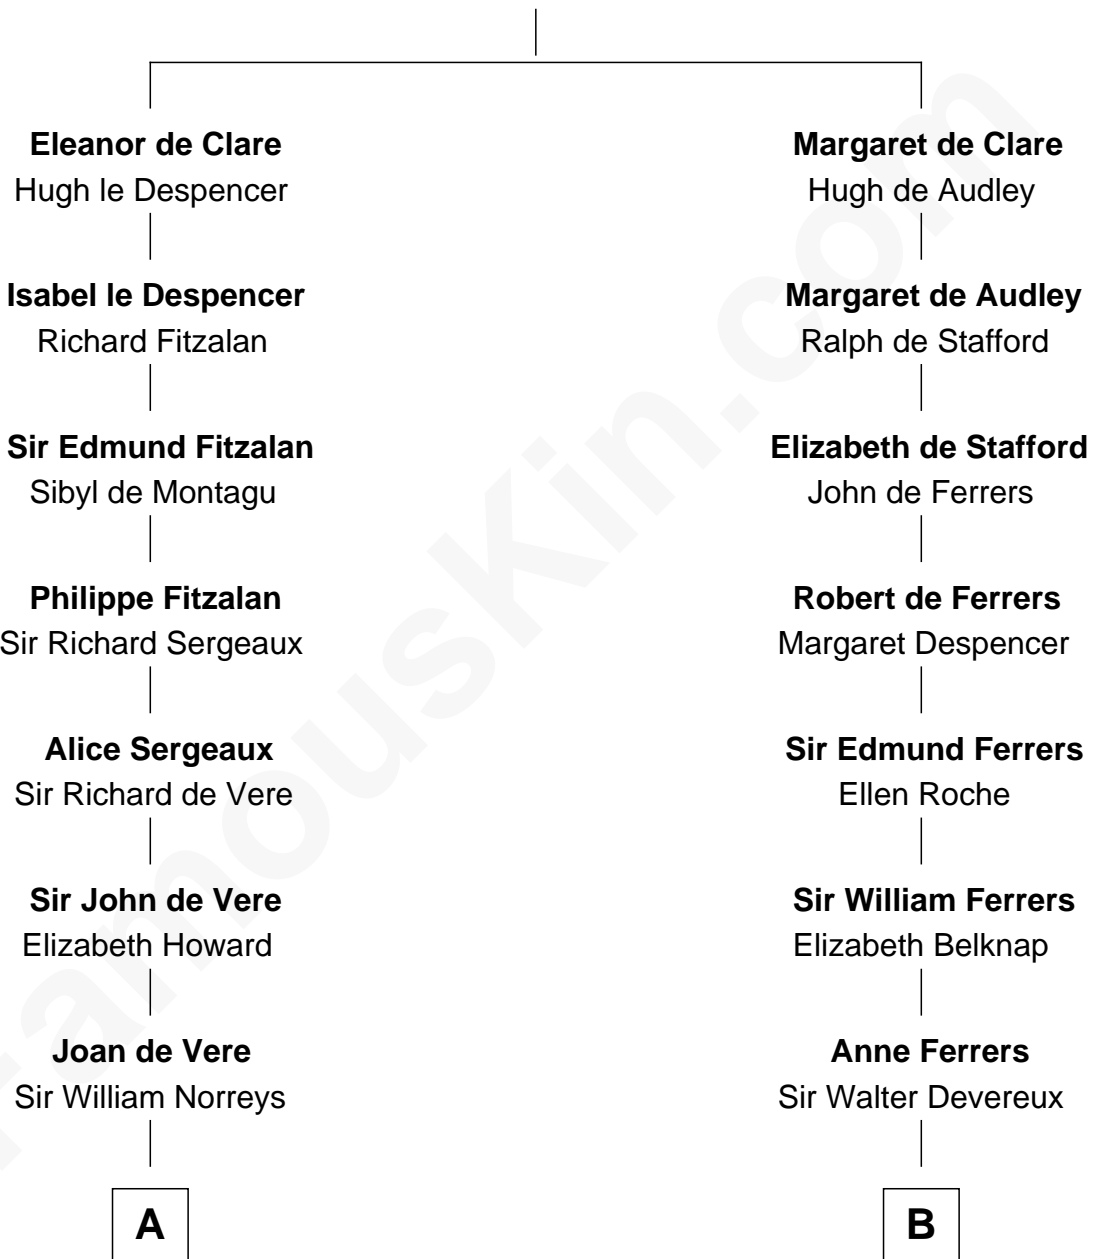 Eleanor de Clare
Hugh le Despencer
Isabel le Despencer
Richard Fitzalan
Sir Edmund Fitzalan
Sibyl de Montagu
Philippe Fitzalan
Sir Richard Sergeaux
Alice Sergeaux
Sir Richard de Vere
Sir John de Vere
Elizabeth Howard
Joan de Vere
Sir William Norreys
A
Margaret de Clare
Hugh de Audley
Margaret de Audley
Ralph de Stafford
Elizabeth de Stafford
John de Ferrers
Robert de Ferrers
Margaret Despencer
Sir Edmund Ferrers
Ellen Roche
Sir William Ferrers
Elizabeth Belknap
Anne Ferrers
Sir Walter Devereux
B
FamousKin.com